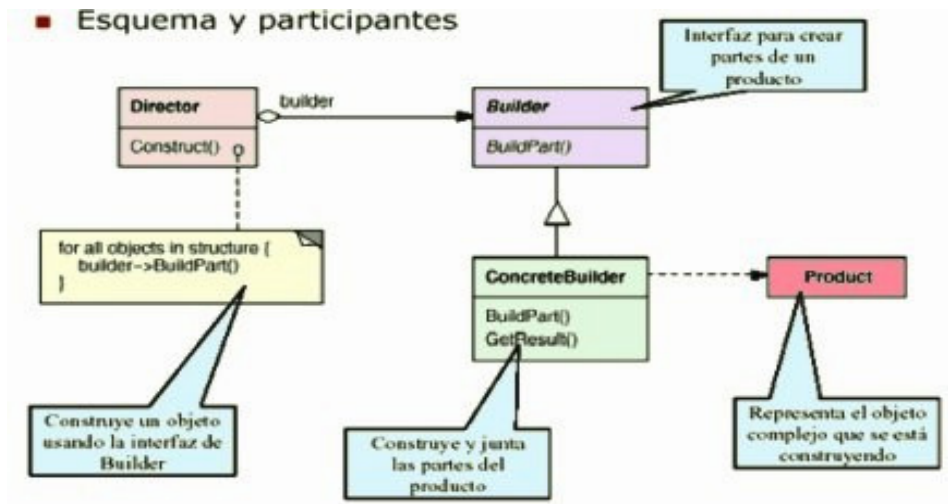 Esquema y participantes
Interfaz para crear
partes de un
producto
Director
builder
Builder
Construct()
BuildPart()
for all objects in structure {
builder->BuildPart()
}
ConcreteBuilder
Product
BuildPart()
GetResult()
Construye un objeto
usando la interfaz de
Builder
Construye y junta
las partes del
producto
Representa el objeto
complejo que se está
construyendo